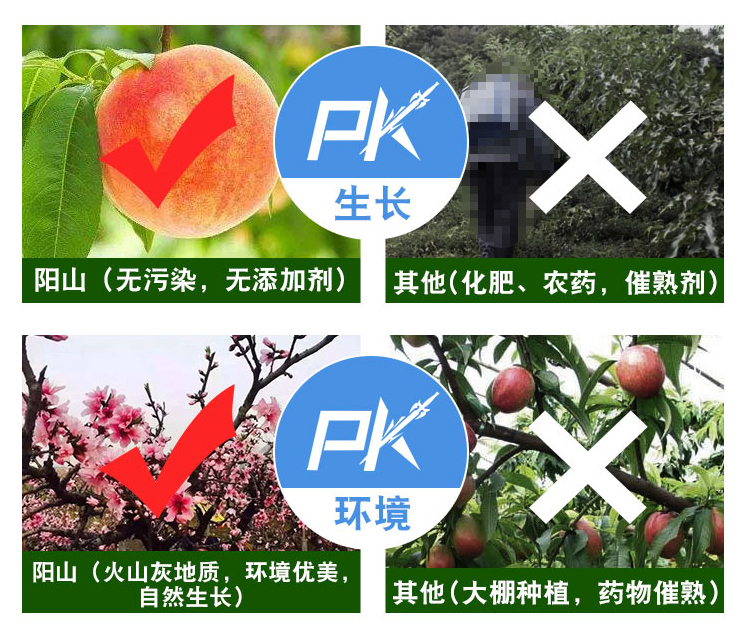 PK
生长
阳山（无污染，无添加剂）
其他(化肥、农药，催熟剂)
PK
环境
阳山（火山灰地质，环境优美，
自然生长）
其他(大棚种植，药物催熟)